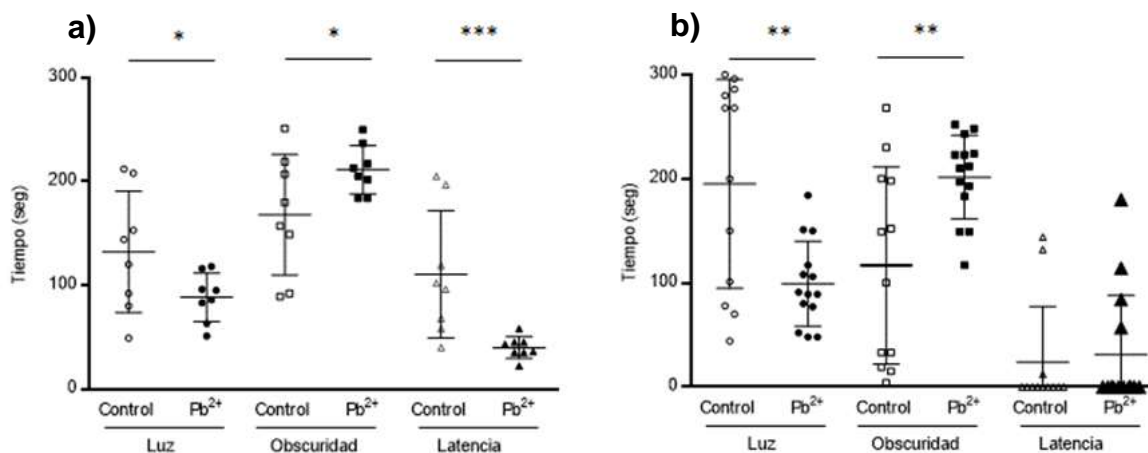 a)
* * ***
300
200
100
0
Tiempo (seg)
Control Pb2+ Control Pb2+ Control Pb2+
Luz Obscuridad Latencia
b)
** **
300
200
100
0
Tiempo (seg)
Control Pb2+ Control Pb2+ Control Pb2+
Luz Obscuridad Latencia